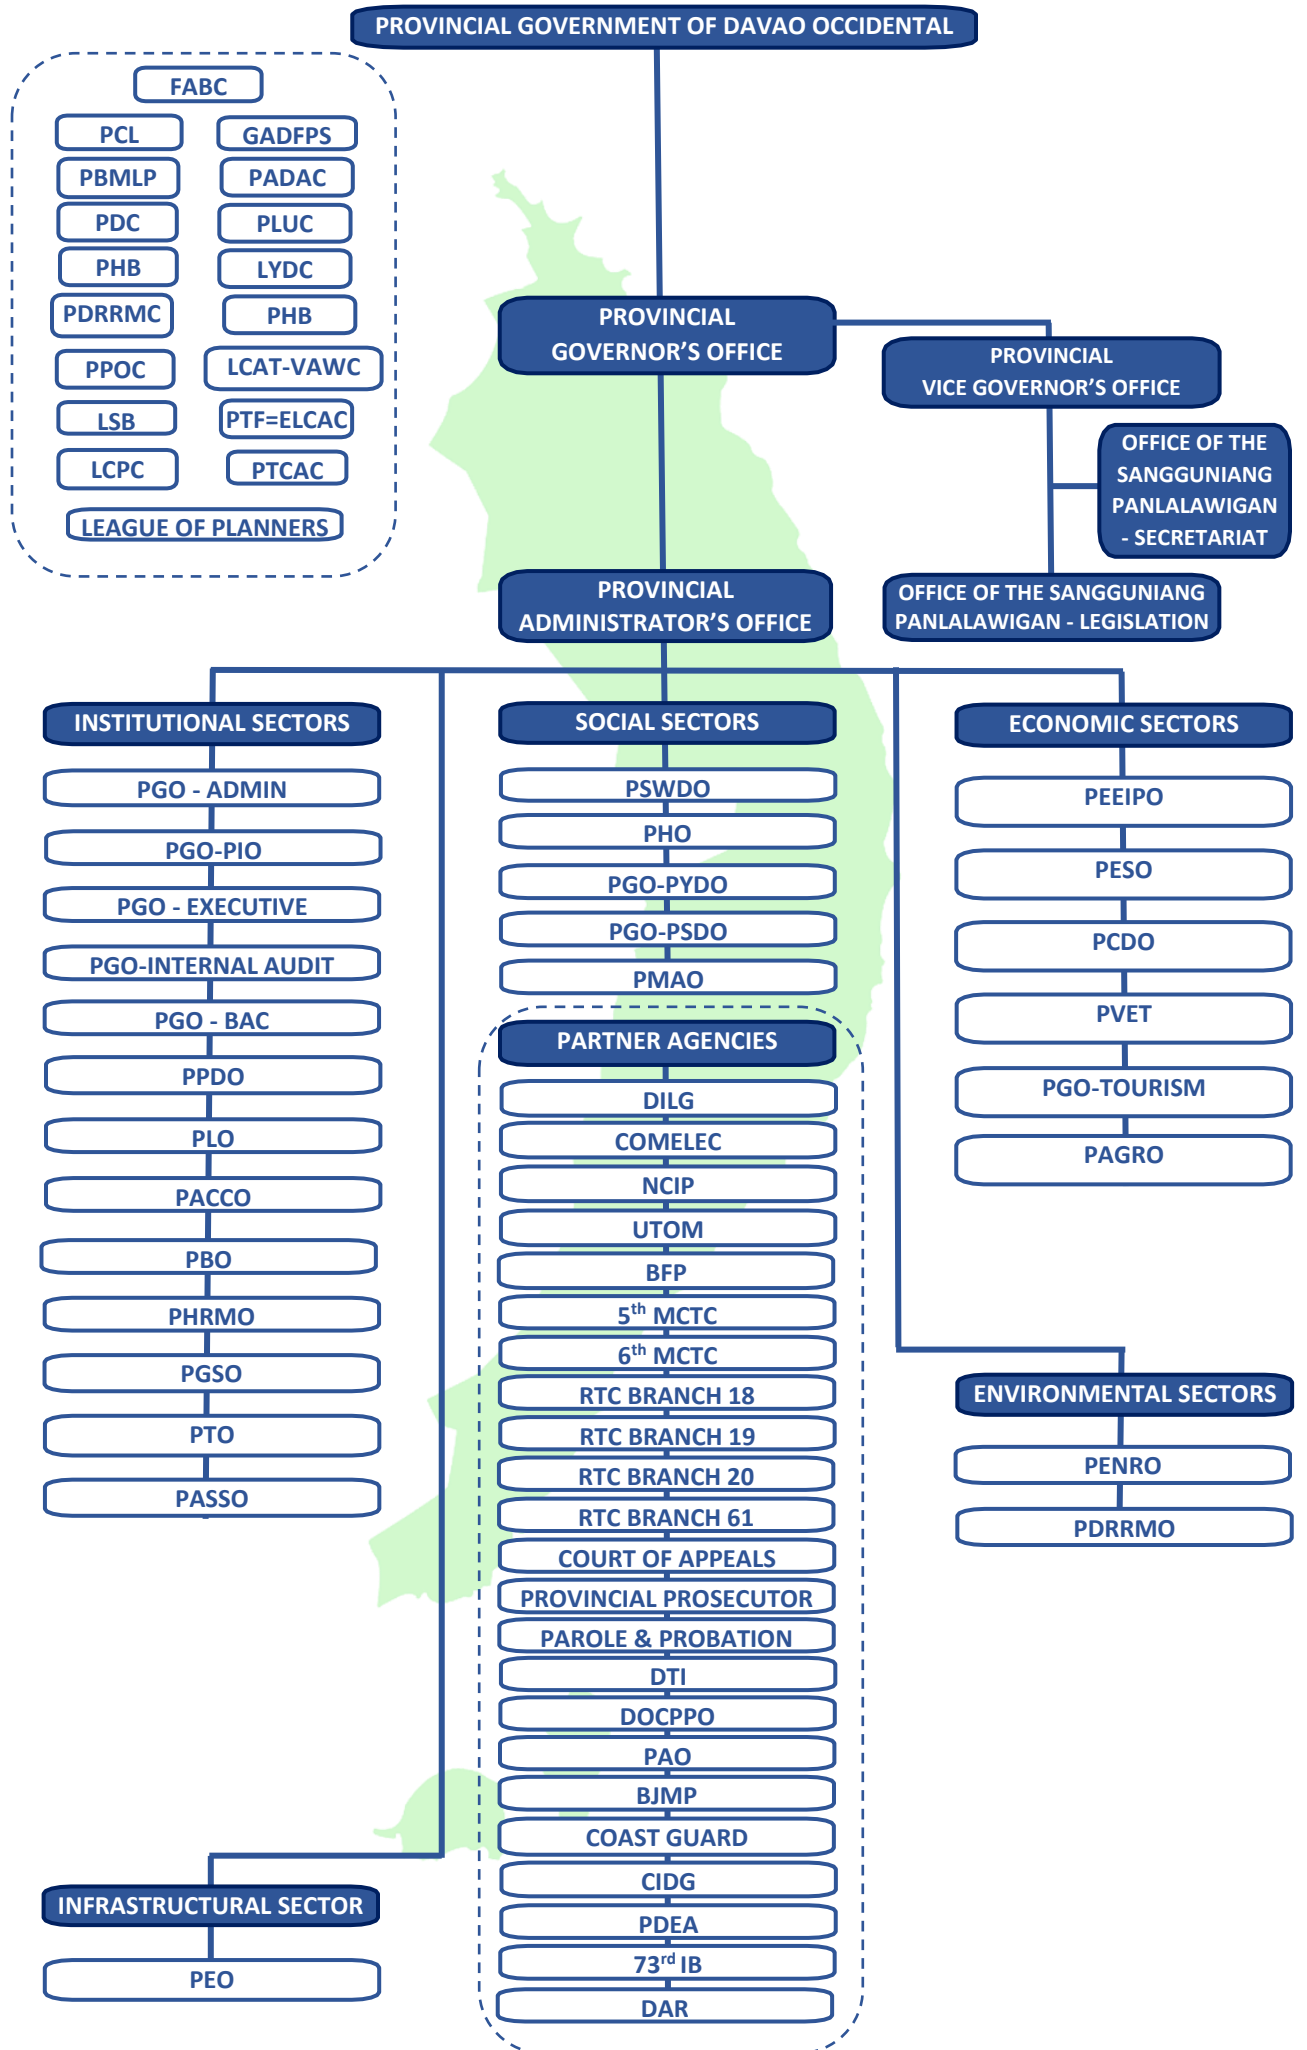 PROVINCIAL GOVERNMENT OF DAVAO OCCIDENTAL
FABC
PCL
GADFPS
PBMLP
PADAC
PDC
PLUC
PHB
LYDC
PDRRMC
PHB
PPOC
LCAT-VAWC
LSB
PTF=ELCAC
LCPC
PTCAC
LEAGUE OF PLANNERS
PROVINCIAL
GOVERNOR'S OFFICE
PROVINCIAL
VICE GOVERNOR'S OFFICE
OFFICE OF THE
SANGGUNIANG
PANLALAWIGAN
- SECRETARIAT
OFFICE OF THE SANGGUNIANG
PANLALAWIGAN - LEGISLATION
PROVINCIAL
ADMINISTRATOR'S OFFICE
INSTITUTIONAL SECTORS
PGO - ADMIN
PGO-PIO
PGO - EXECUTIVE
PGO-INTERNAL AUDIT
PGO - BAC
PPDO
PLO
PACCO
PBO
PHRMO
PGSO
PTO
PASSO
SOCIAL SECTORS
PSWDO
PHO
PGO-PYDO
PGO-PSDO
PMAO
PARTNER AGENCIES
DILG
COMELEC
NCIP
UTOM
BFP
5th MCTC
6th MCTC
RTC BRANCH 18
RTC BRANCH 19
RTC BRANCH 20
RTC BRANCH 61
COURT OF APPEALS
PROVINCIAL PROSECUTOR
PAROLE & PROBATION
DTI
DOCPPO
PAO
BJMP
COAST GUARD
CIDG
PDEA
73rd IB
DAR
ECONOMIC SECTORS
PEEIPO
PESO
PCDO
PVET
PGO-TOURISM
PAGRO
ENVIRONMENTAL SECTORS
PENRO
PDRRMO
INFRASTRUCTURAL SECTOR
PEO